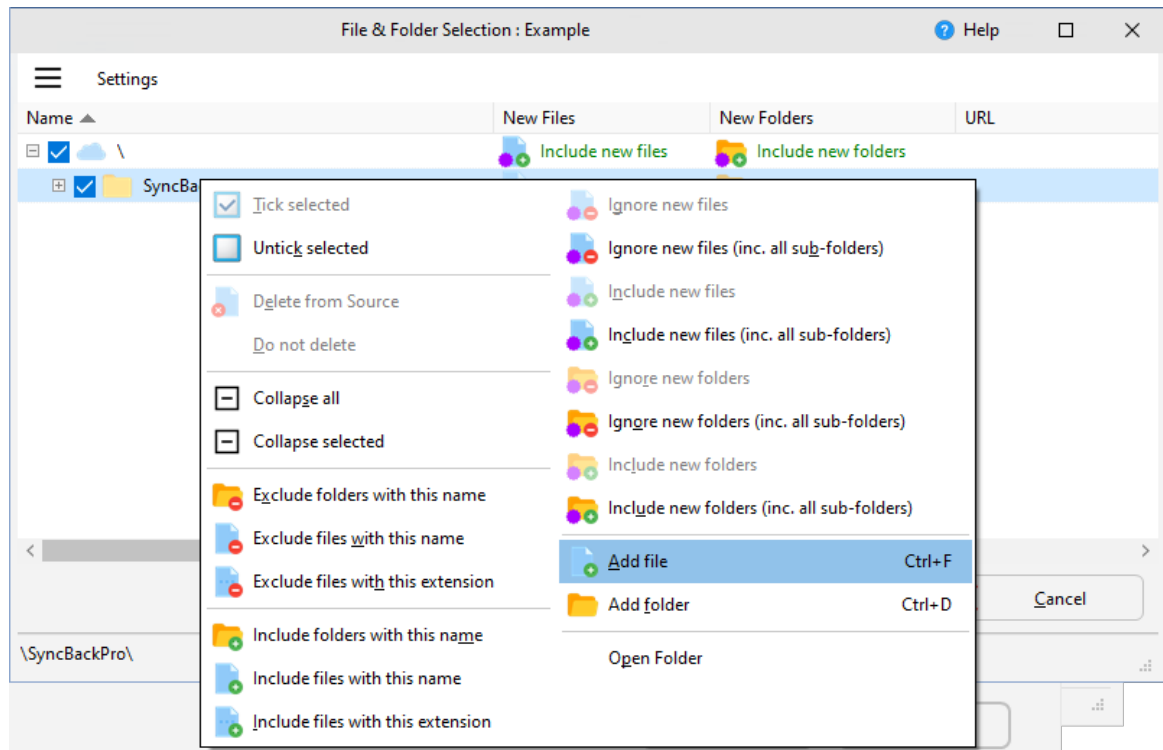 File & Folder Selection : Example
Help
Settings
Name New Files New Folders URL
\ Include new files Include new folders
SyncBa
Tick selected
Untick selected
Delete from Source
Do not delete
Collapse all
Collapse selected
Exclude folders with this name
Exclude files with this name
Exclude files with this extension
Include folders with this name
Include files with this name
Include files with this extension
Ignore new files
Ignore new files (inc. all sub-folders)
Include new files
Include new files (inc. all sub-folders)
Ignore new folders
Ignore new folders (inc. all sub-folders)
Include new folders
Include new folders (inc. all sub-folders)
Add file Ctrl+F
Add folder Ctrl+D
Open Folder
Cancel
\SyncBackPro\